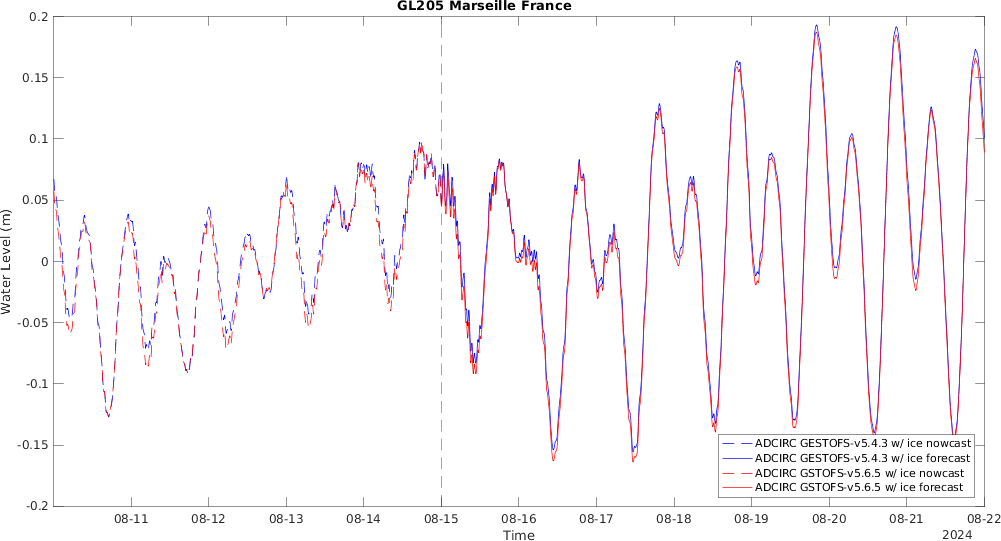 GL205 Marseille France
0.2
0.15
0.1
0.05
0
-0.05
-0.1
-0.15
-0.2
Water Level (m)
ADCIRC GESTOFS-v5.4.3 w/ ice nowcast
ADCIRC GESTOFS-v5.4.3 w/ ice forecast
ADCIRC GSTOFS-v5.6.5 w/ ice nowcast
ADCIRC GSTOFS-v5.6.5 w/ ice forecast
08-11 08-12 08-13 08-14 08-15 08-16 08-17 08-18 08-19 08-20 08-21 08-22
Time
2024